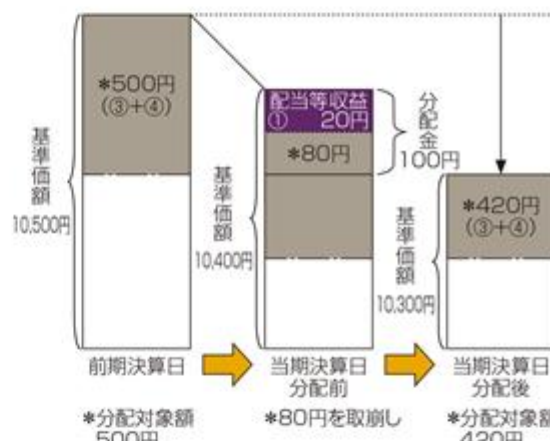 *500円
(③+④)
基準価額
10,500円
前期決算日
*分配対象額
500円
配当等収益
① 20円
*80円
分配金
100円
基準価額
10,400円
当期決算日
分配前
*80円を取崩し
*420円
(③+④)
基準価額
10,300円
当期決算日
分配後
*分配対象額
420円